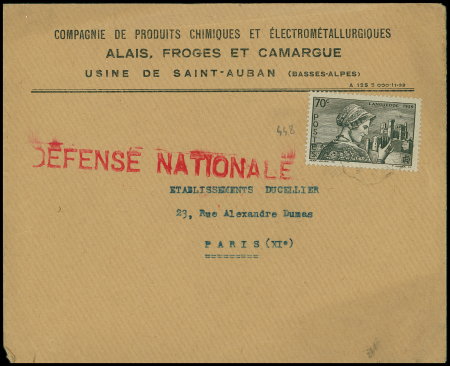 COMPAGNIE DE PRODUITS CHIMIQUES ET ÉLECTROMÉTALLURGIQUES
ALAIS, FROGES ET CAMARGUE
USINE DE SAINT-AUBAN (BASSES-ALPES)
70c
POSTES
448
DÉFENSE NATIONALE
ETABLISSEMENTS DUCELLIER
23, Rue Alexandre Dumas
PARIS (XI°)